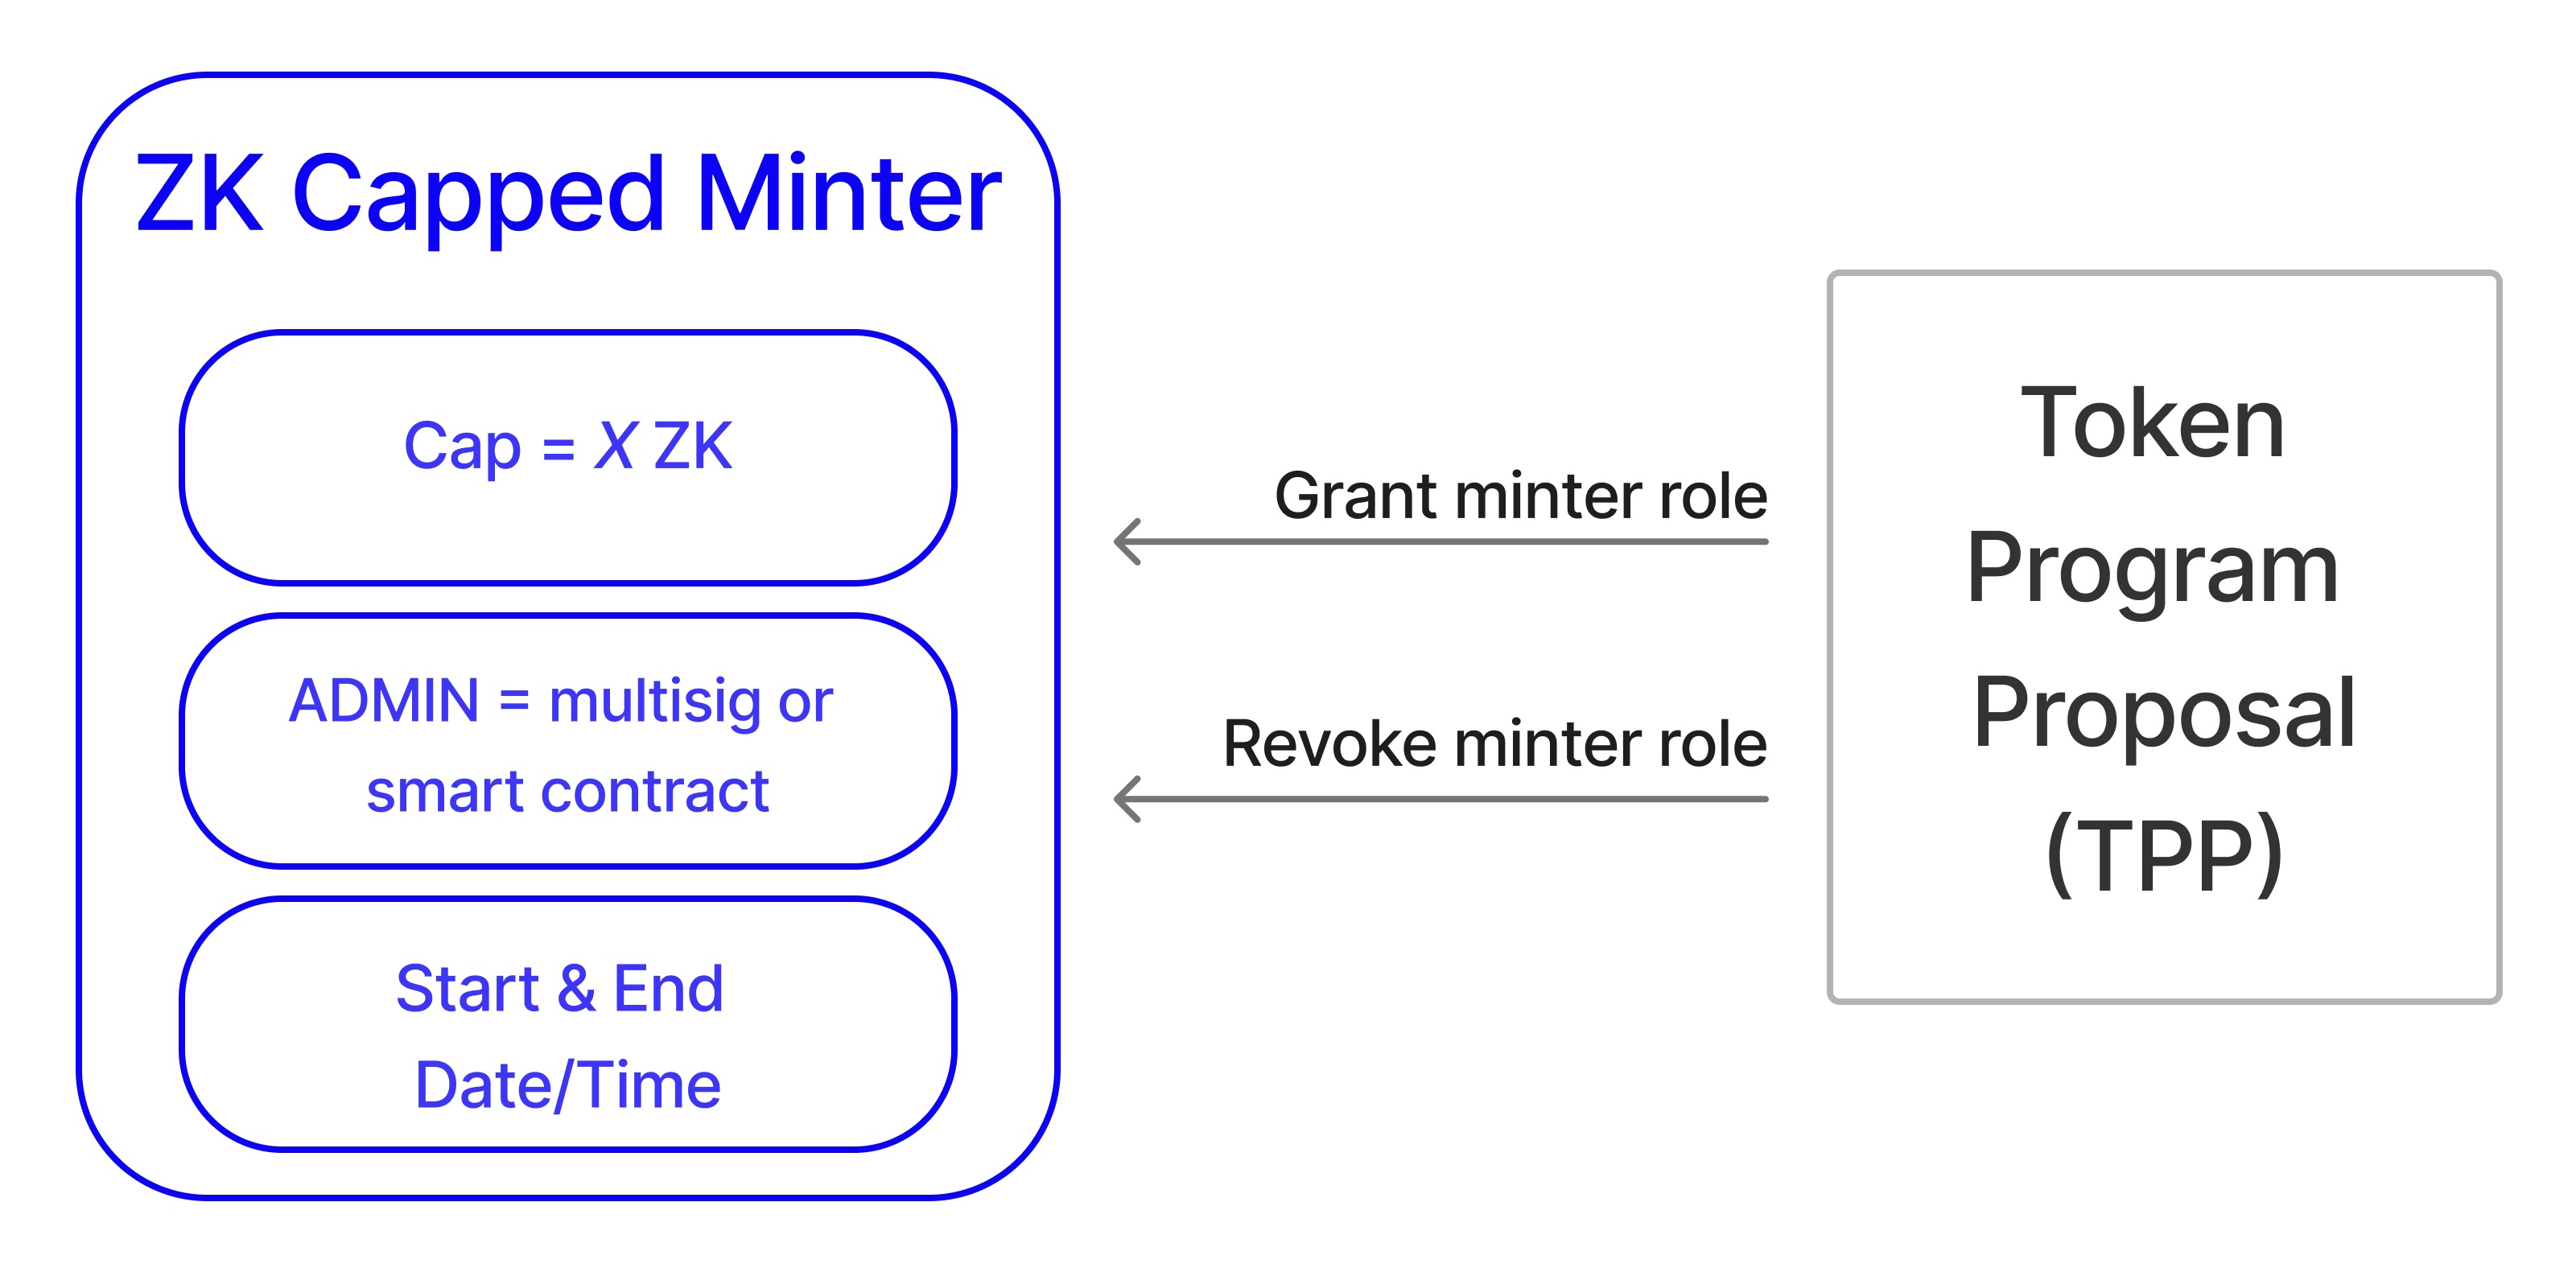 ZK Capped Minter
Cap = X ZK
ADMIN = multisig or
smart contract
Start & End
Date/Time
Grant minter role
Revoke minter role
Token
Program
Proposal
(TPP)